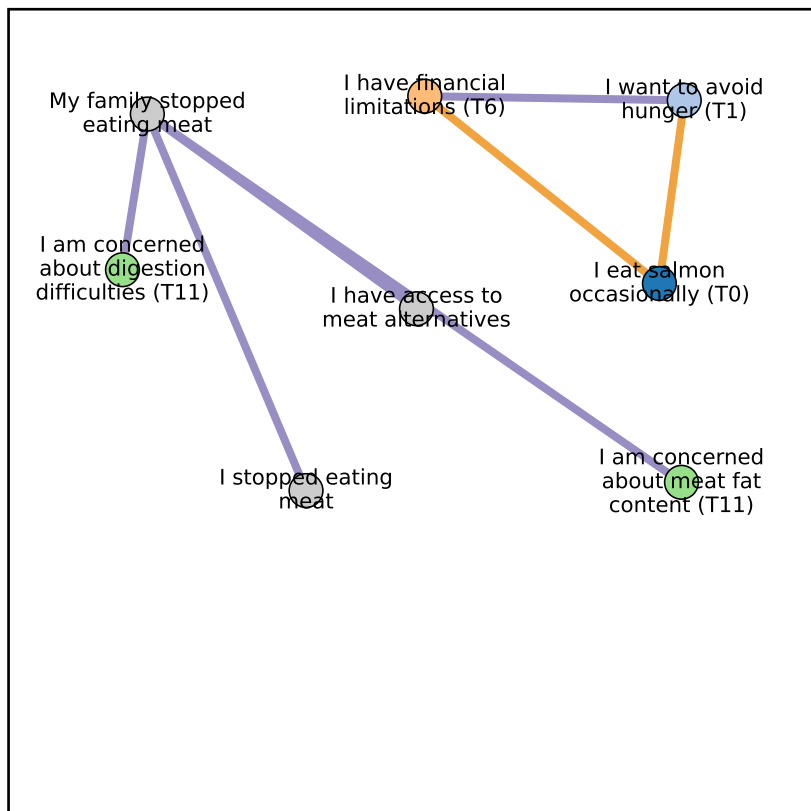 My family stopped
eating meat
I have financial
limitations (T6)
I want to avoid
hunger (T1)
I am concerned
about digestion
difficulties (T11)
I eat salmon
occasionally (T0)
I have access to
meat alternatives
I stopped eating
meat
I am concerned
about meat fat
content (T11)